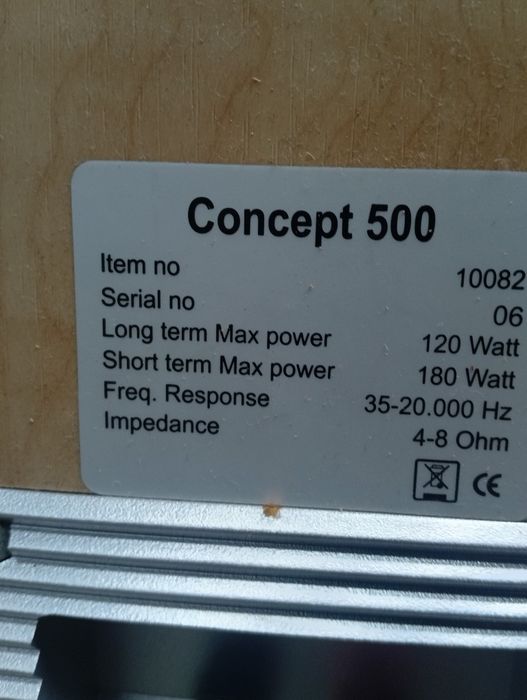 Concept 500
Item no 10082
Serial no 06
Long term Max power 120 Watt
Short term Max power 180 Watt
Freq. Response 35-20.000 Hz
Impedance 4-8 Ohm
CE